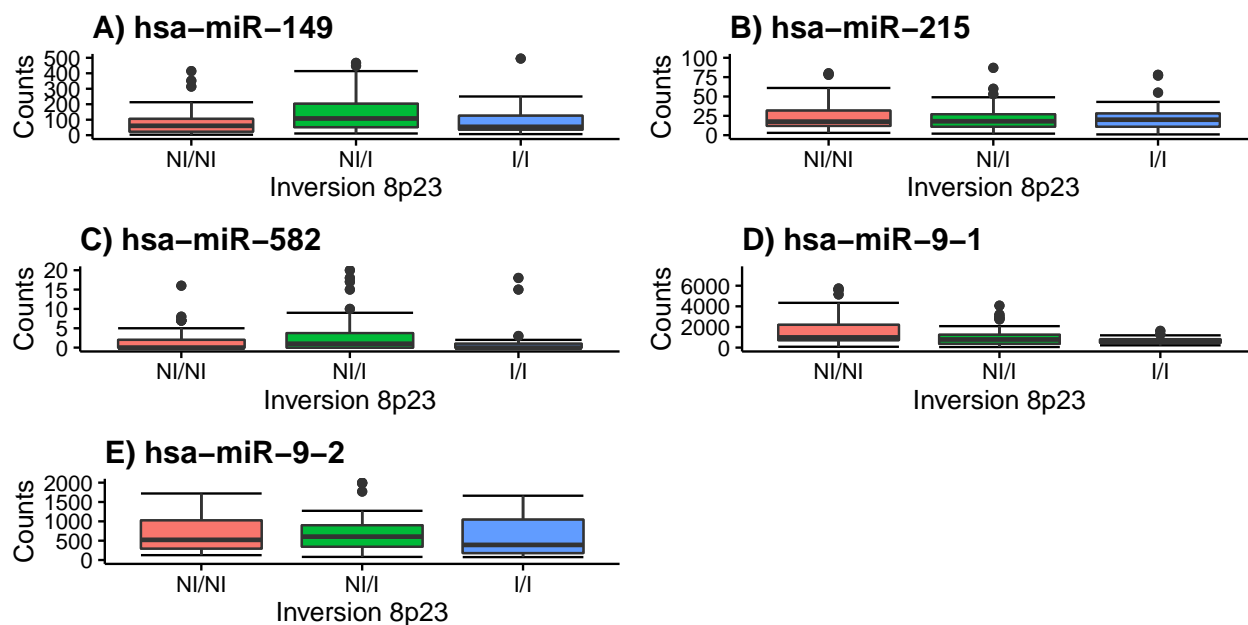 A) hsa−miR−149
Counts
500
400
300
200
100
0
NI/NI NI/I I/I
Inversion 8p23
B) hsa−miR−215
Counts
100
75
50
25
0
NI/NI NI/I I/I
Inversion 8p23
C) hsa−miR−582
Counts
20
15
10
5
0
NI/NI NI/I I/I
Inversion 8p23
D) hsa−miR−9−1
Counts
6000
4000
2000
0
NI/NI NI/I I/I
Inversion 8p23
E) hsa−miR−9−2
Counts
2000
1500
1000
500
0
NI/NI NI/I I/I
Inversion 8p23